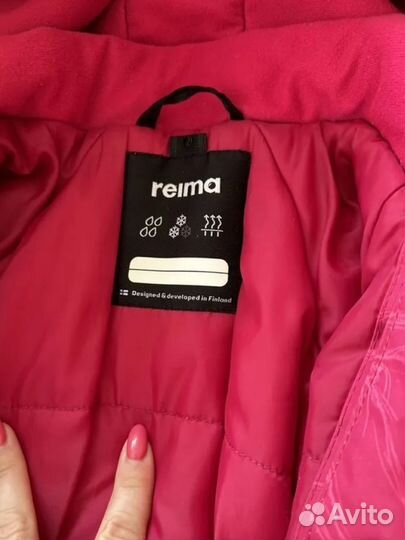 reima
Designed & developed in Finland
Avito